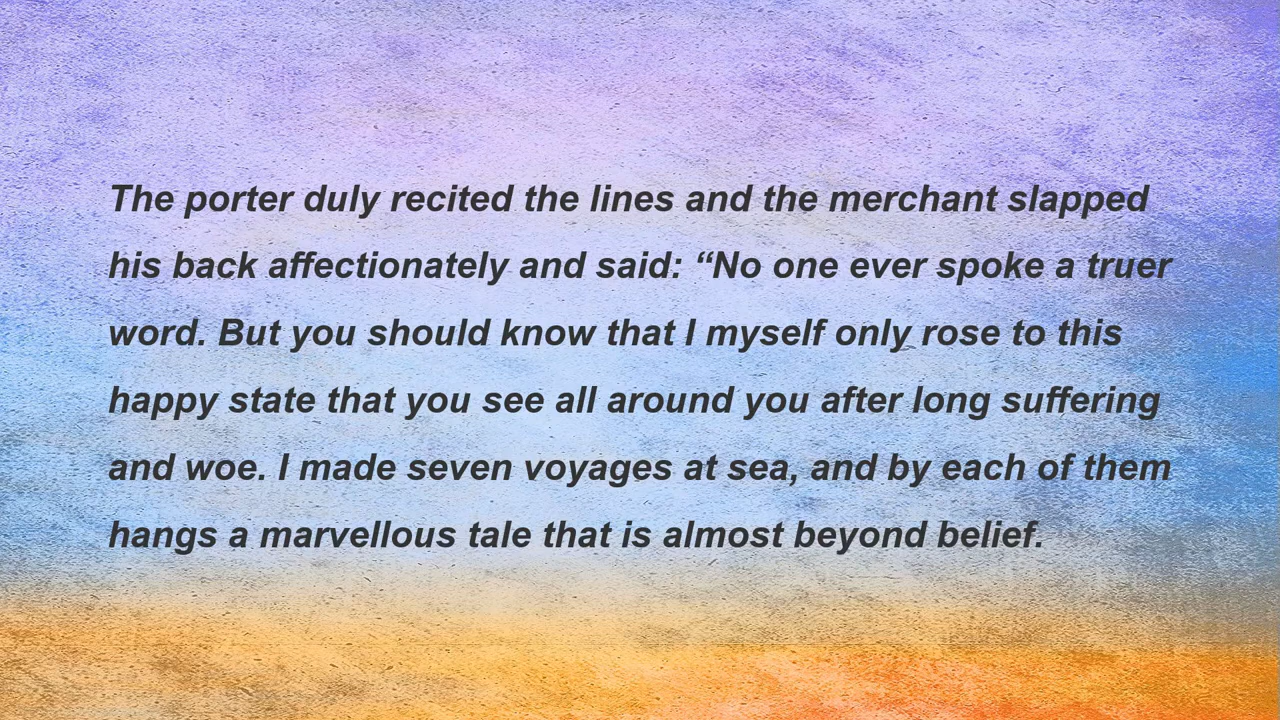 The porter duly recited the lines and the merchant slapped
his back affectionately and said: “No one ever spoke a truer
word. But you should know that I myself only rose to this
happy state that you see all around you after long suffering
and woe. I made seven voyages at sea, and by each of them
hangs a marvellous tale that is almost beyond belief.